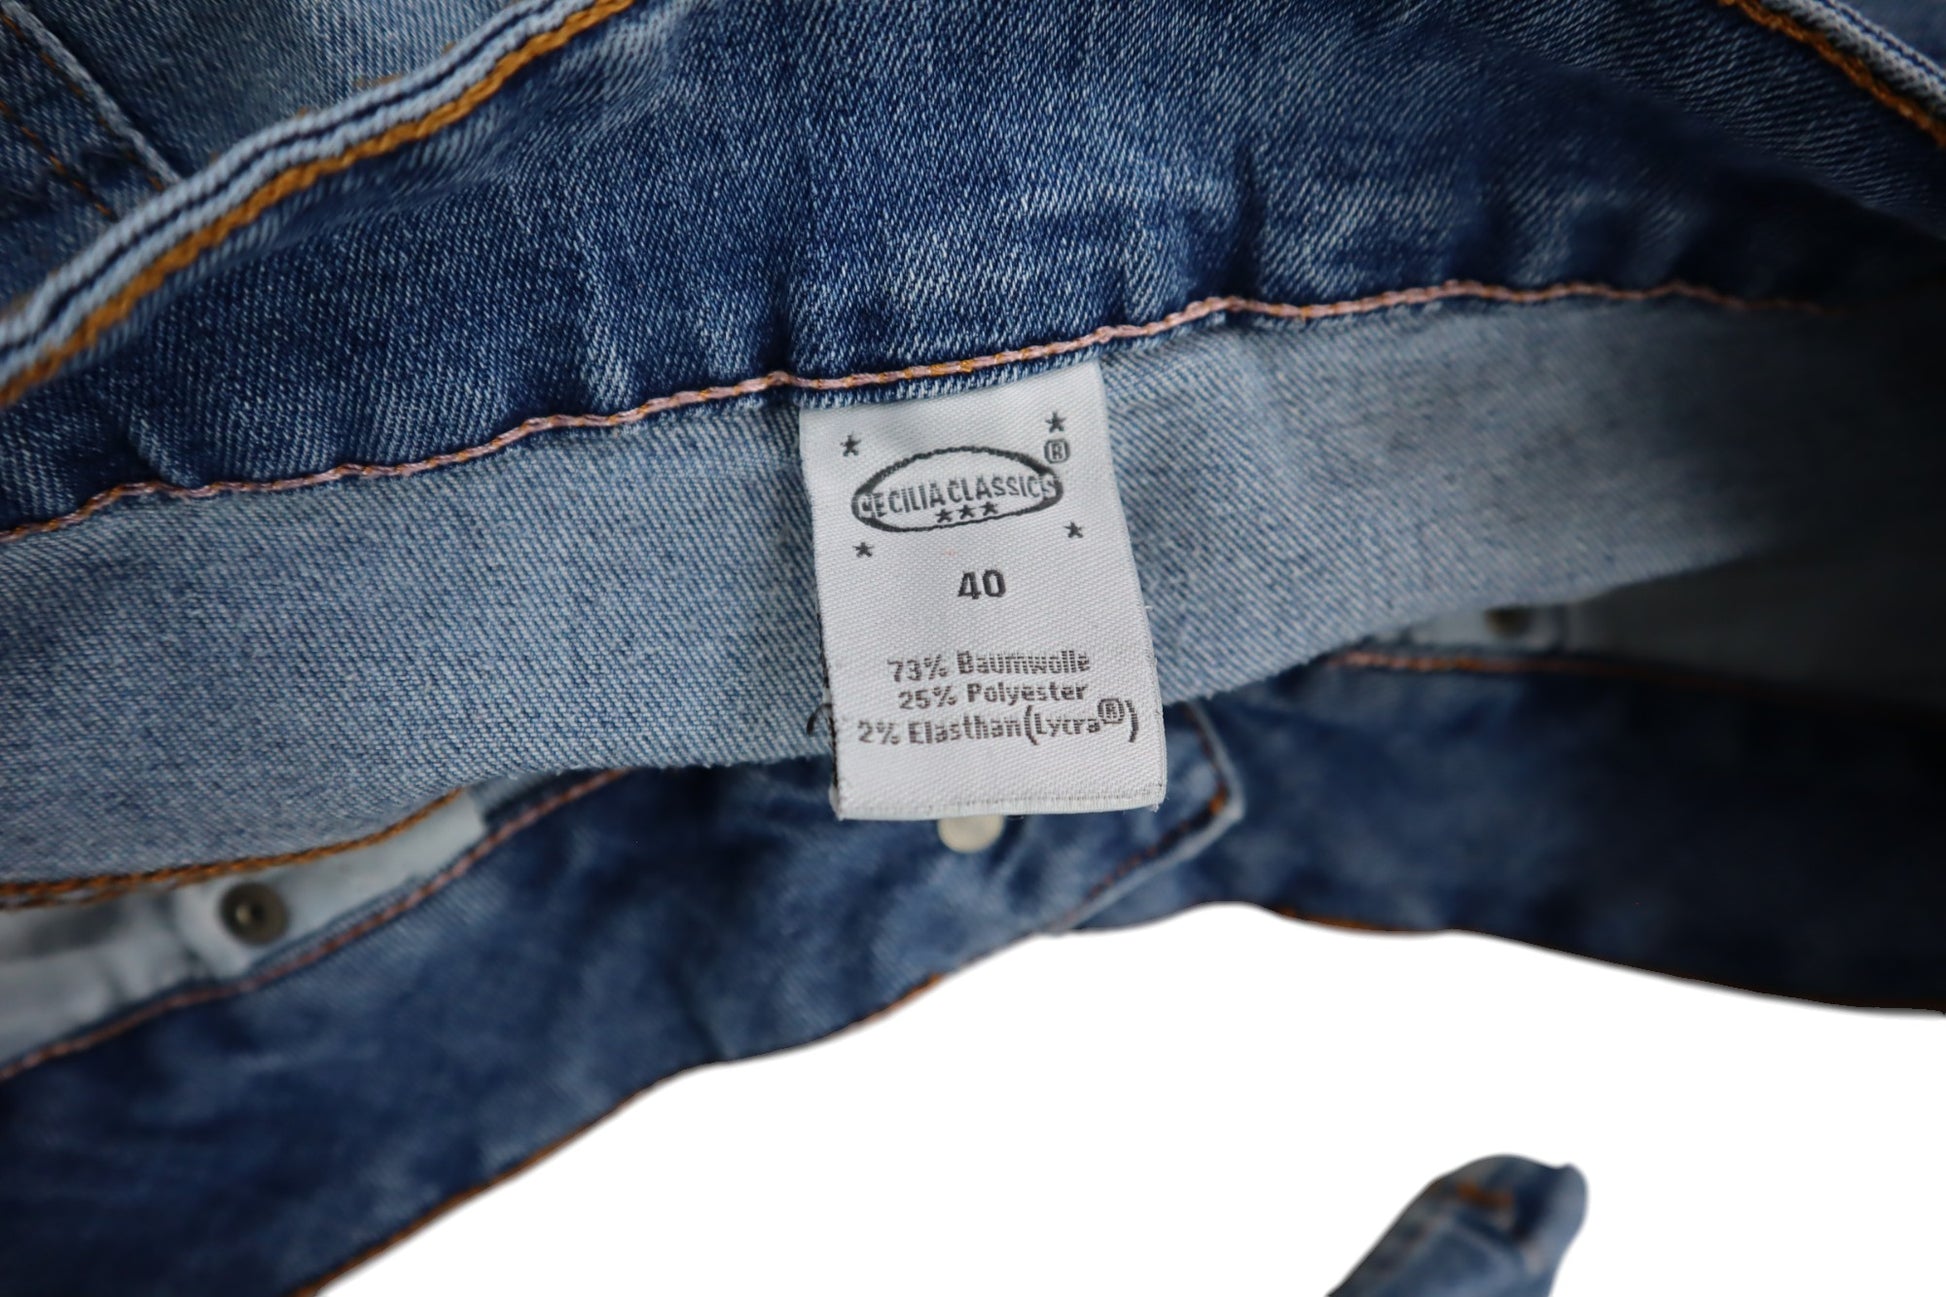 CECILIA CLASSICS ®
40
73% Baumwolle
25% Polyester
2% Elasthan(Lycra®)